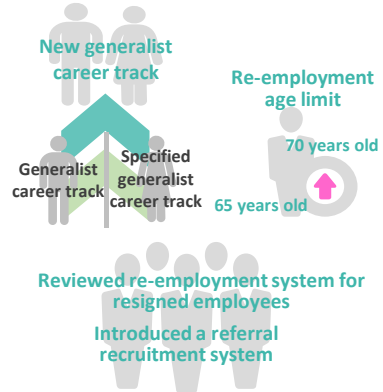 New generalist
career track
Generalist
career track
Specified
generalist
career track
Re-employment
age limit
70 years old
65 years old
Reviewed re-employment system for
resigned employees
Introduced a referral
recruitment system